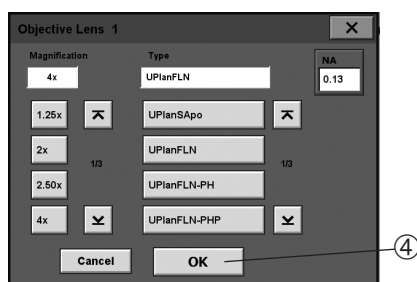 Objective Lens 1
Magnification Type NA
4x UPlanFLN 0.13
1.25x UPlanSApo
2x UPlanFLN
1/3 1/3
2.50x UPlanFLN-PH
4x UPlanFLN-PHP
Cancel OK
④